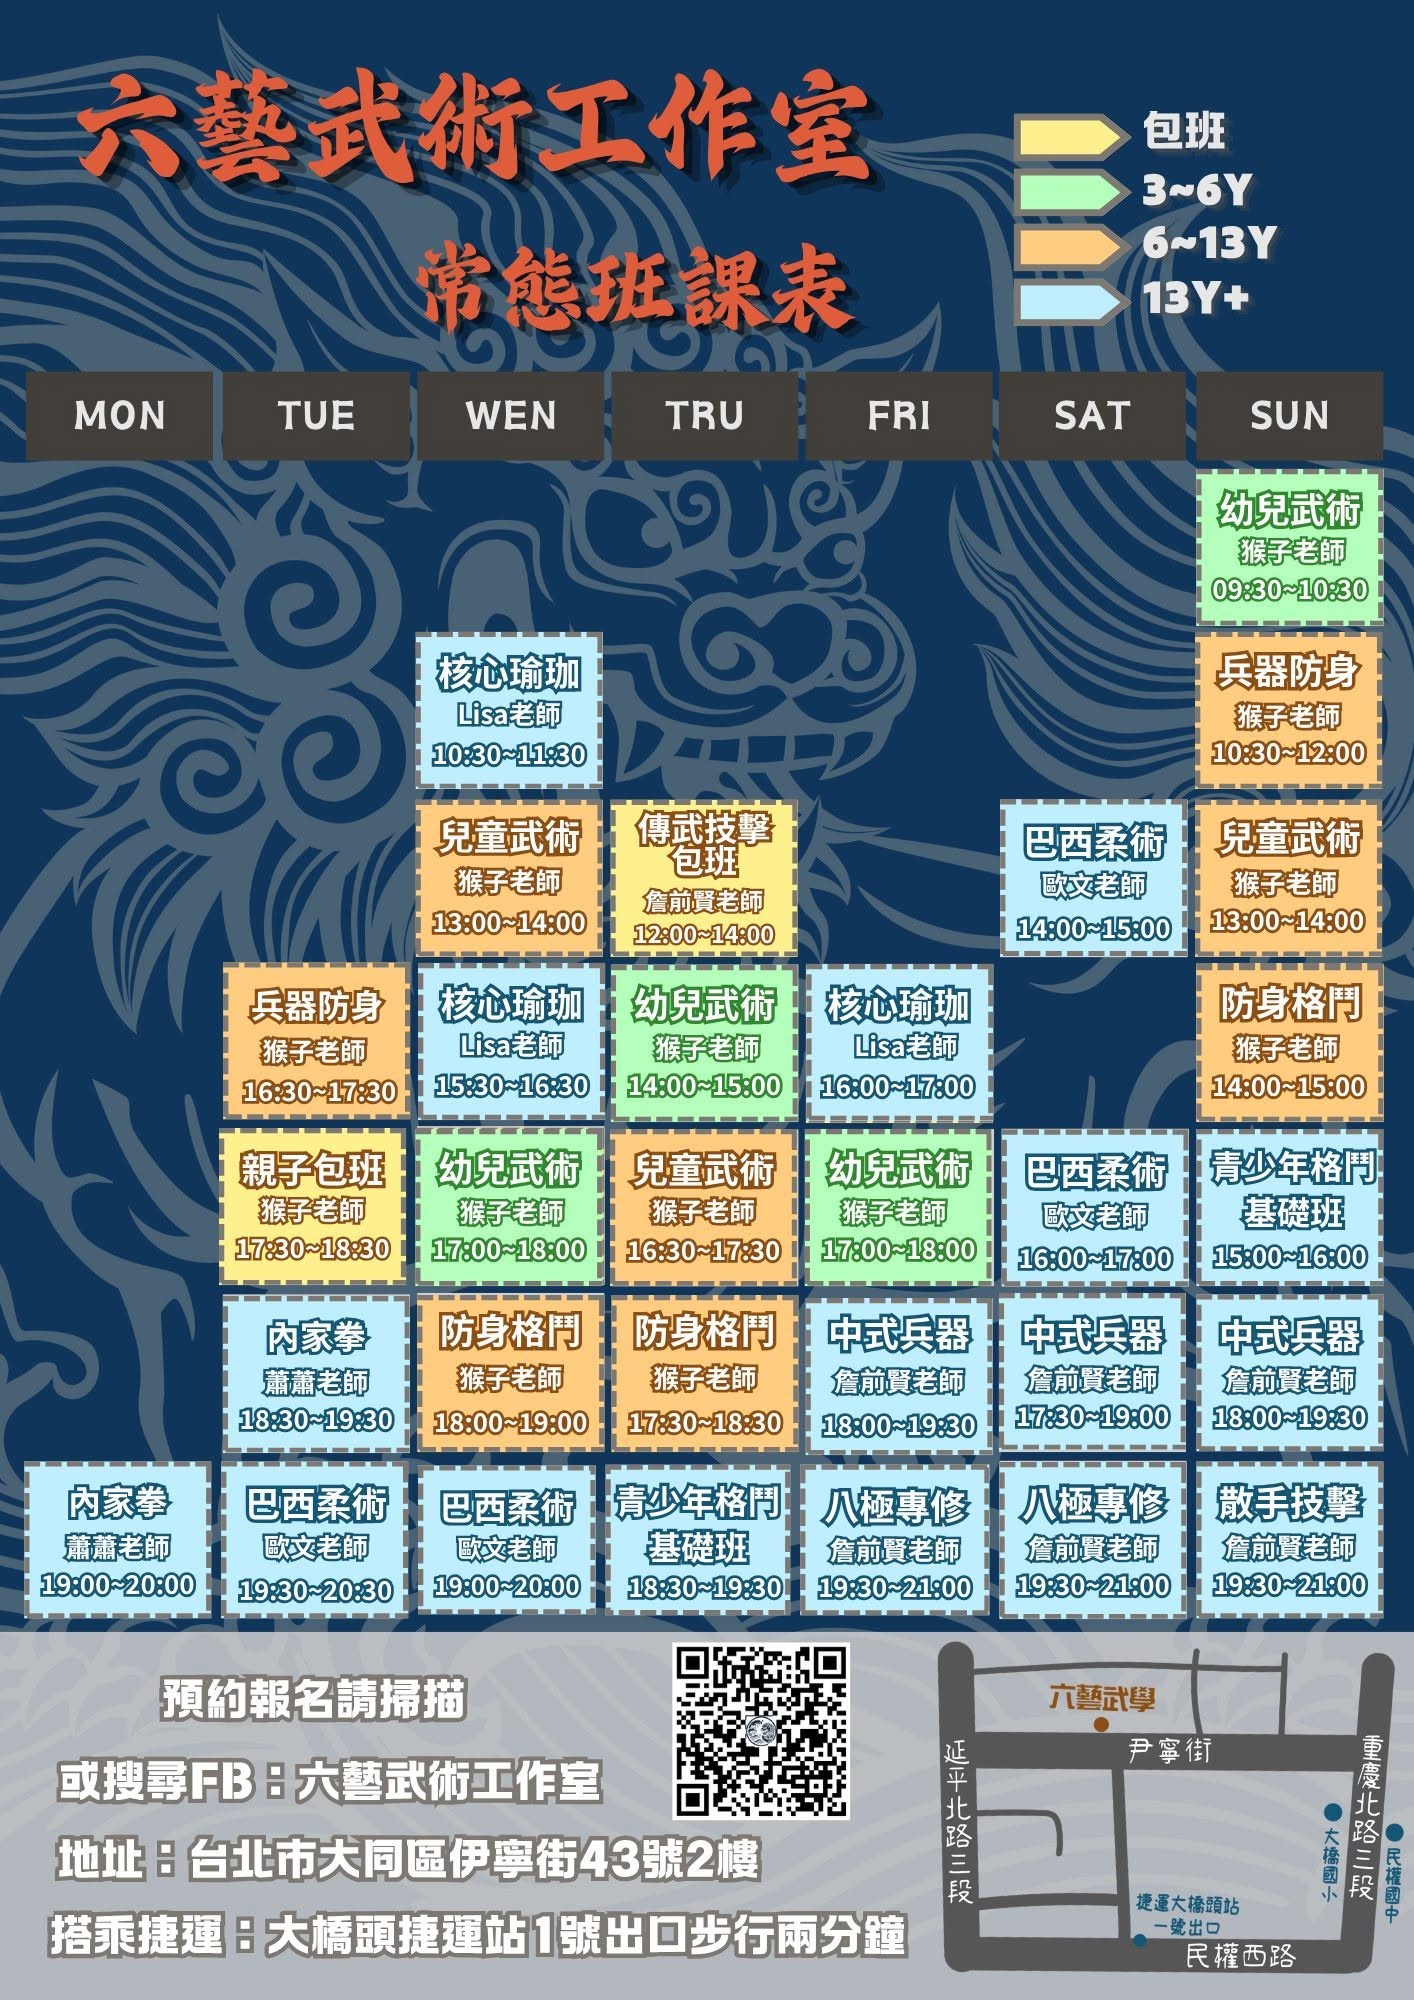 六藝武術工作室
常態班課表
包班
3~6Y
6~13Y
13Y+
MON
TUE
WEN
TRU
FRI
SAT
SUN
幼兒武術
猴子老師
09:30~10:30
核心瑜珈
Lisa老師
10:30~11:30
兵器防身
猴子老師
10:30~12:00
兒童武術
猴子老師
13:00~14:00
傳武技擊
包班
詹前賢老師
12:00~14:00
巴西柔術
歐文老師
14:00~15:00
兒童武術
猴子老師
13:00~14:00
兵器防身
猴子老師
16:30~17:30
核心瑜珈
Lisa老師
15:30~16:30
幼兒武術
猴子老師
14:00~15:00
核心瑜珈
Lisa老師
16:00~17:00
防身格鬥
猴子老師
14:00~15:00
親子包班
猴子老師
17:30~18:30
幼兒武術
猴子老師
17:00~18:00
兒童武術
猴子老師
16:30~17:30
幼兒武術
猴子老師
17:00~18:00
巴西柔術
歐文老師
16:00~17:00
青少年格鬥
基礎班
15:00~16:00
內家拳
蕭蕭老師
18:30~19:30
防身格鬥
猴子老師
18:00~19:00
防身格鬥
猴子老師
17:30~18:30
中式兵器
詹前賢老師
18:00~19:30
中式兵器
詹前賢老師
17:30~19:00
中式兵器
詹前賢老師
18:00~19:30
內家拳
蕭蕭老師
19:00~20:00
巴西柔術
歐文老師
19:30~20:30
巴西柔術
歐文老師
19:00~20:00
青少年格鬥
基礎班
18:30~19:30
八極專修
詹前賢老師
19:30~21:00
八極專修
詹前賢老師
19:30~21:00
散手技擊
詹前賢老師
19:30~21:00
預約報名請掃描
或搜尋FB：六藝武術工作室
地址：台北市大同區伊寧街43號2樓
搭乘捷運：大橋頭捷運站1號出口步行兩分鐘
六藝武學
尹寧街
延平北路三段
重慶北路三段
大橋國小
民權國中
捷運大橋頭站
一號出口
民權西路